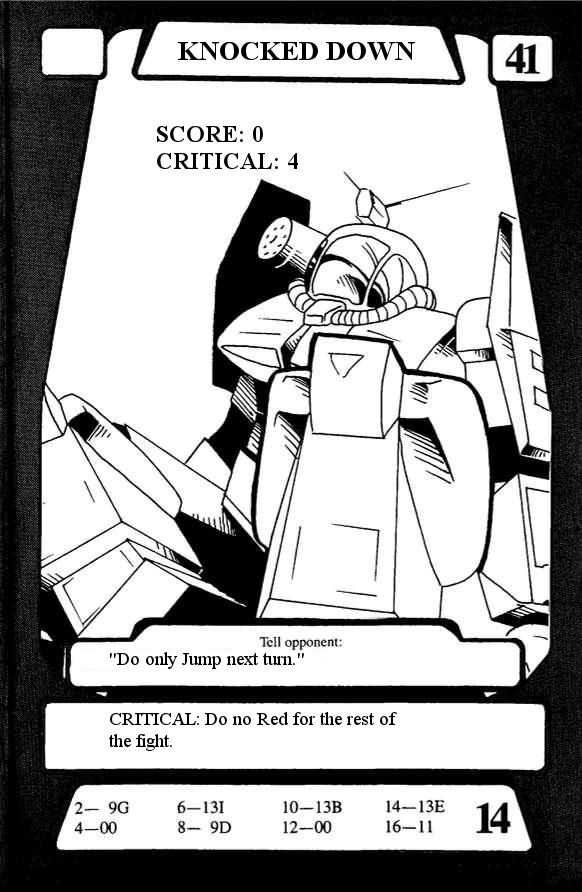 KNOCKED DOWN
41
SCORE: 0
CRITICAL: 4
Tell opponent:
"Do only Jump next turn."
CRITICAL: Do no Red for the rest of
the fight.
2— 9G 6—13I 10—13B 14—13E
4—00 8— 9D 12—00 16—11
14